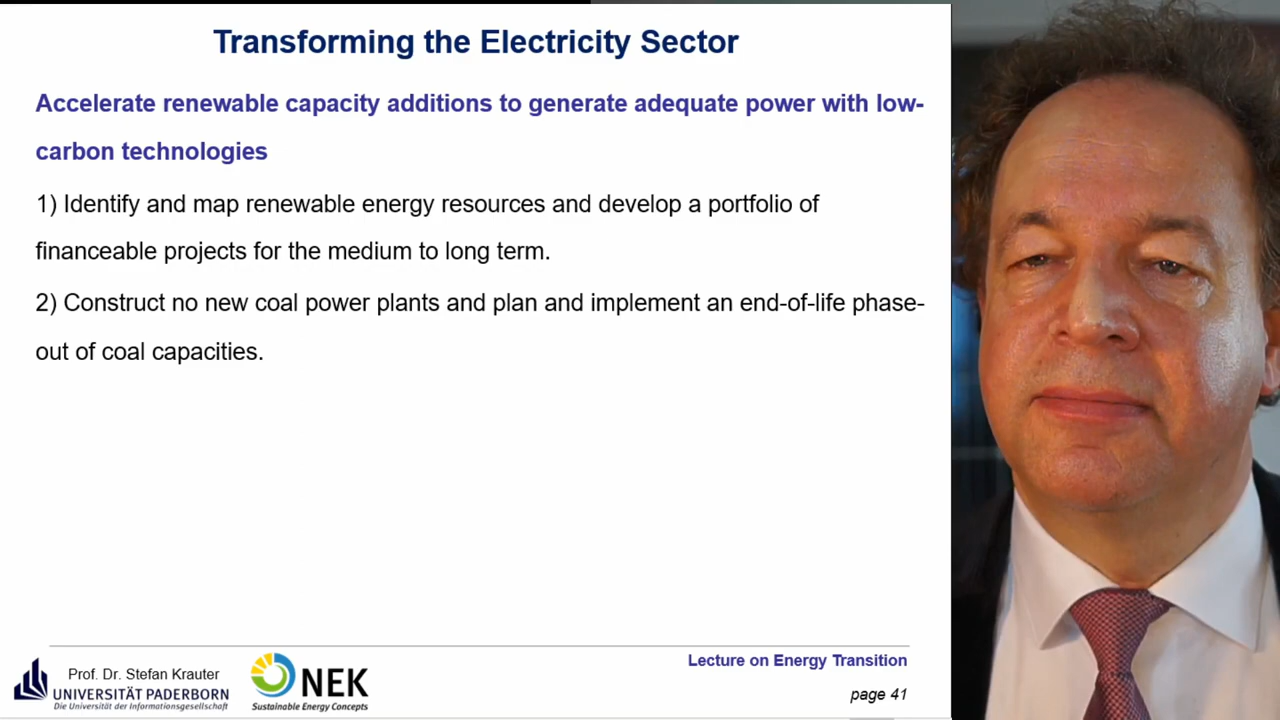 Transforming the Electricity Sector
Accelerate renewable capacity additions to generate adequate power with low-
carbon technologies
1) Identify and map renewable energy resources and develop a portfolio of
financeable projects for the medium to long term.
2) Construct no new coal power plants and plan and implement an end-of-life phase-
out of coal capacities.
Prof. Dr. Stefan Krauter
UNIVERSITÄT PADERBORN
Die Universität der Informationsgesellschaft
NEK
Sustainable Energy Concepts
Lecture on Energy Transition
page 41